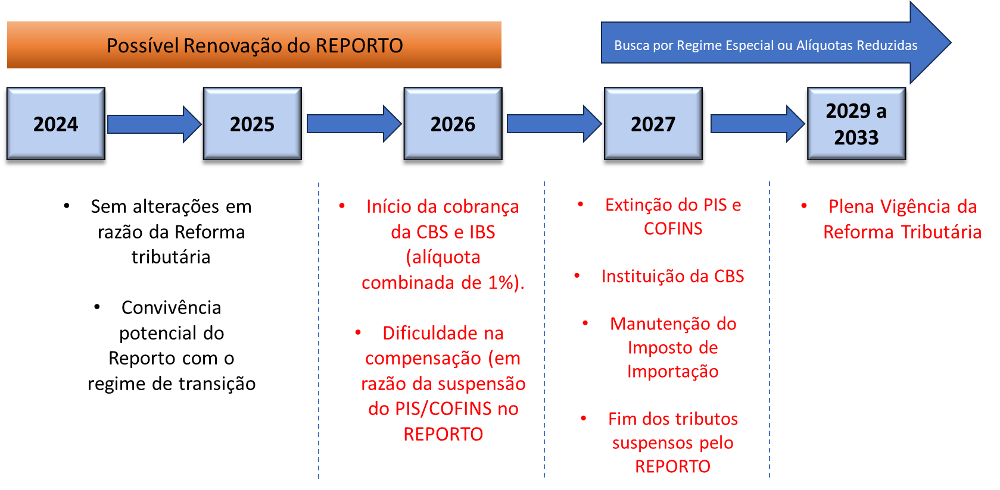 Possível Renovação do REPORTO
Busca por Regime Especial ou Alíquotas Reduzidas
2024
2025
2026
2027
2029 a
2033
• Sem alterações em
razão da Reforma
tributária
• Convivência
potencial do
Reporto com o
regime de transição
• Início da cobrança
da CBS e IBS
(alíquota
combinada de 1%).
• Dificuldade na
compensação (em
razão da suspensão
do PIS/COFINS no
REPORTO
• Extinção do PIS e
COFINS
• Instituição da CBS
• Manutenção do
Imposto de
Importação
• Fim dos tributos
suspensos pelo
REPORTO
• Plena Vigência da
Reforma Tributária